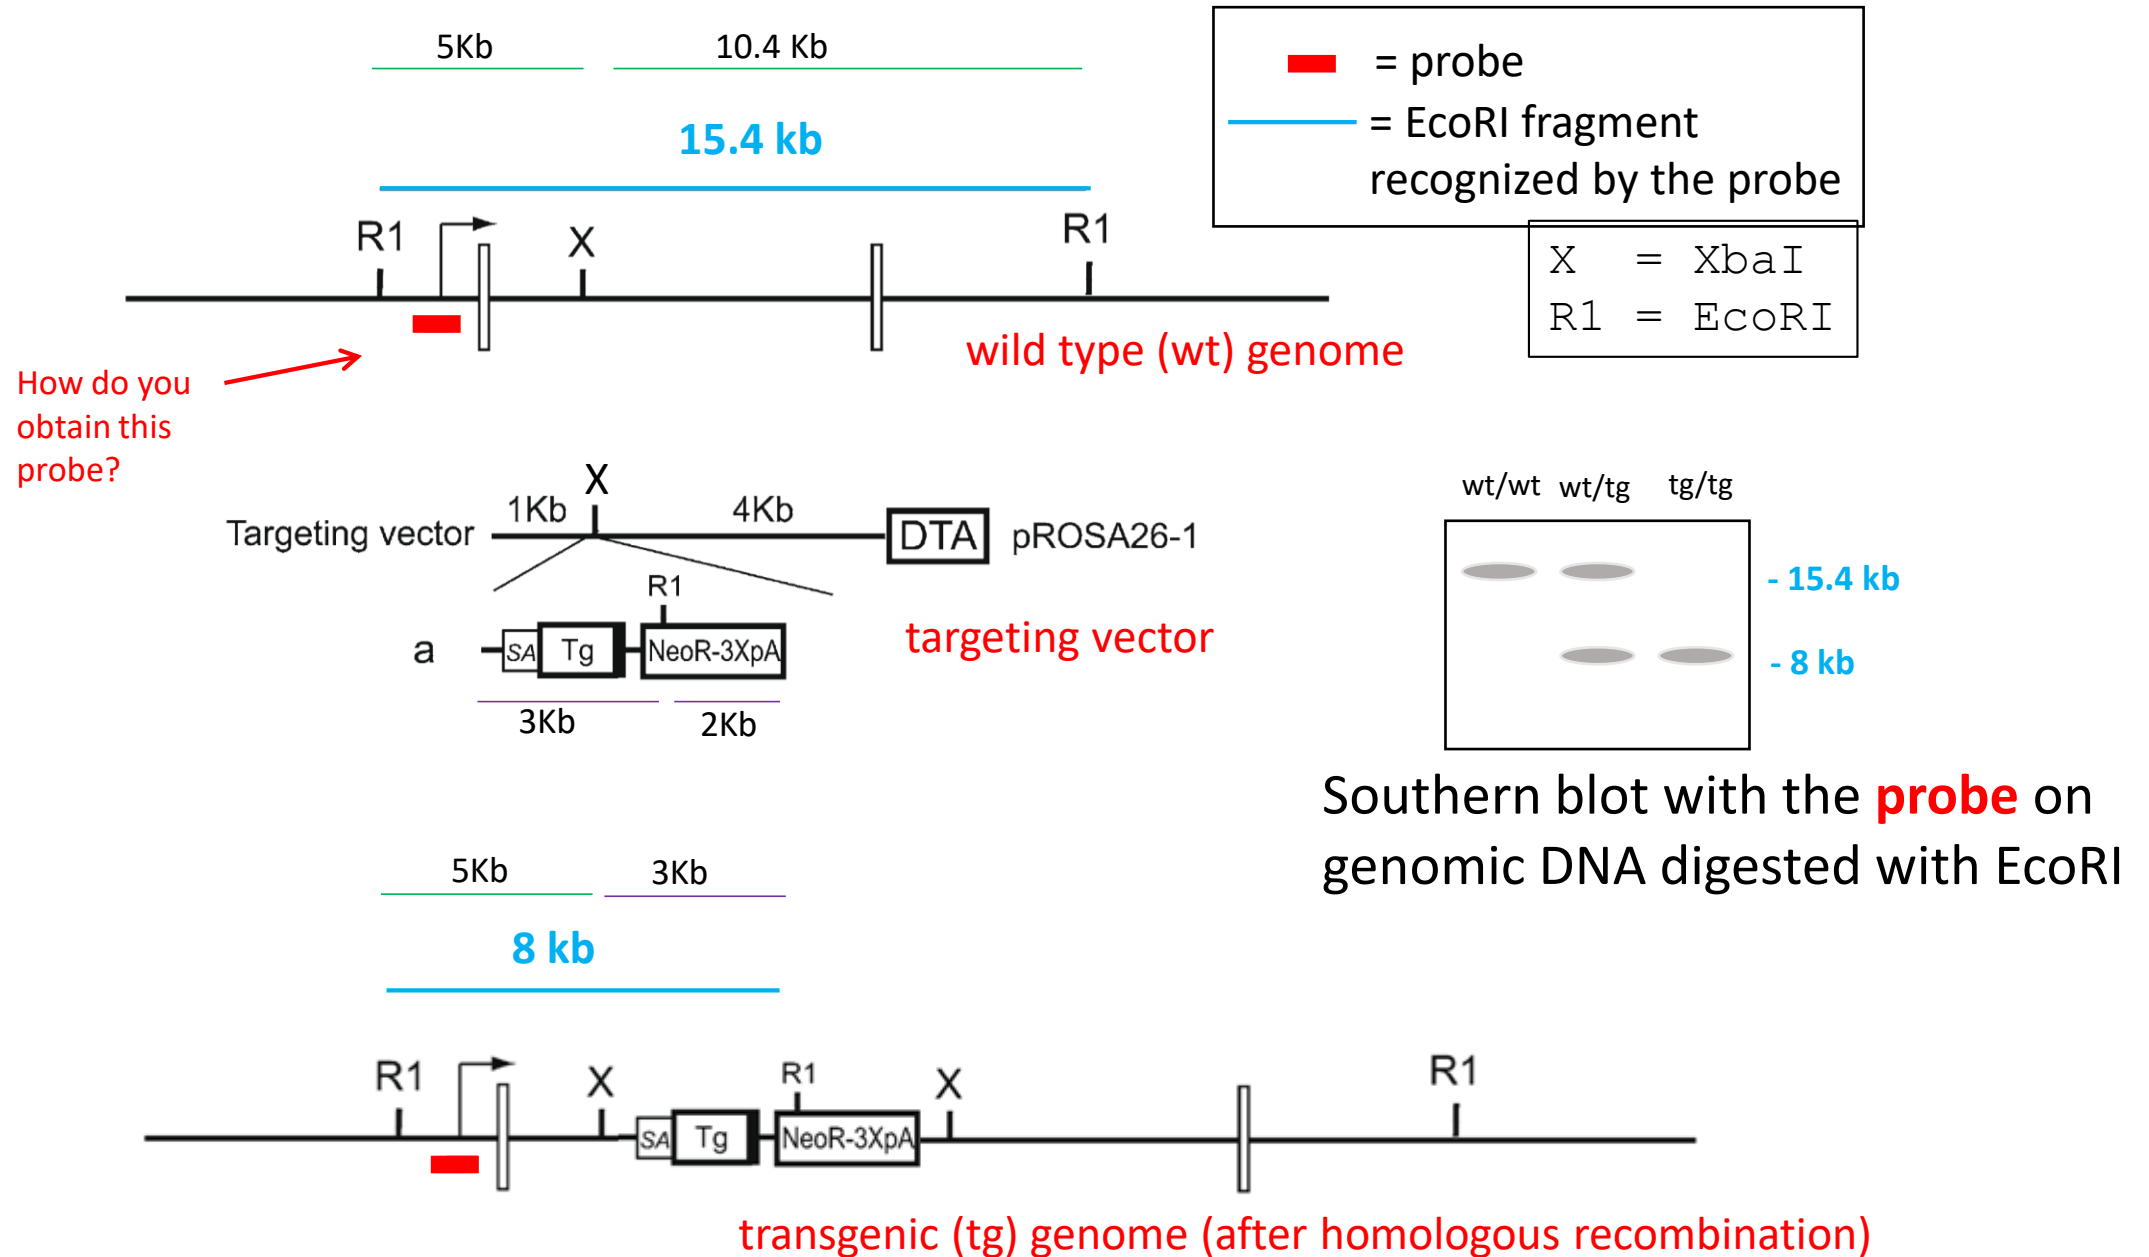 5Kb
10.4 Kb
15.4 kb
= probe
= EcoRI fragment
recognized by the probe
X = XbaI
R1 = EcoRI
R1
X
R1
wild type (wt) genome
How do you
obtain this
probe?
X
1Kb
4Kb
Targeting vector
DTA
pROSA26-1
R1
a
SA
Tg
NeoR-3XpA
targeting vector
3Kb
2Kb
wt/wt
wt/tg
tg/tg
- 15.4 kb
- 8 kb
Southern blot with the probe on
genomic DNA digested with EcoRI
5Kb
3Kb
8 kb
R1
X
R1
X
R1
SA
Tg
NeoR-3XpA
transgenic (tg) genome (after homologous recombination)